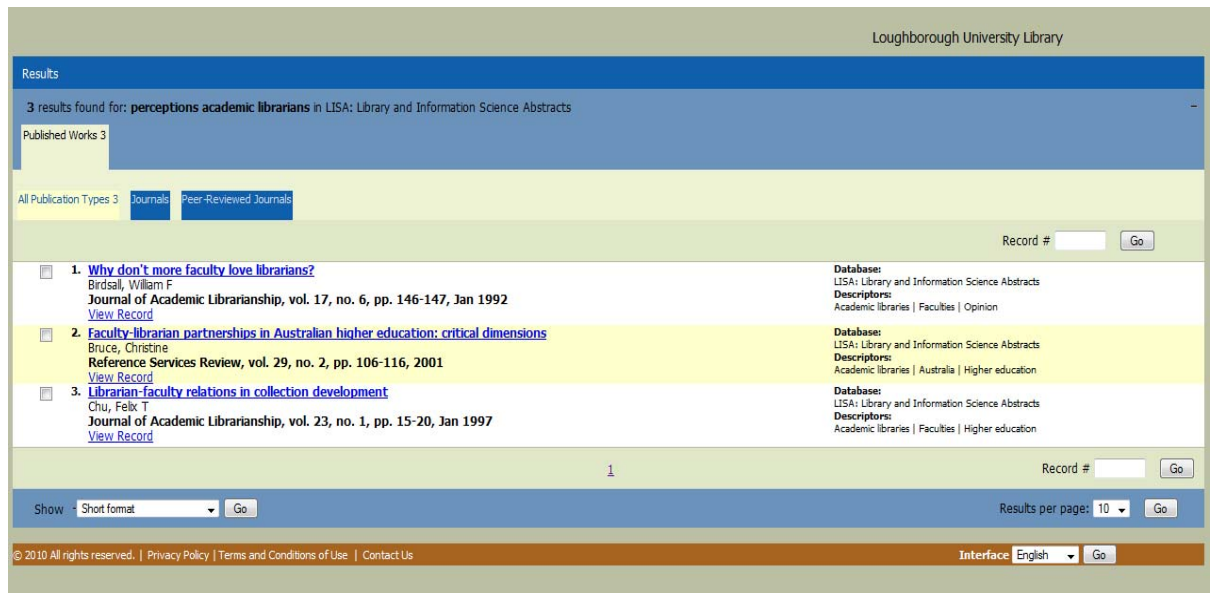 Loughborough University Library
Results
3 results found for: perceptions academic librarians in LISA: Library and Information Science Abstracts
Published Works 3
All Publication Types 3 Journals Peer-Reviewed Journals
Record # Go
1. Why don't more faculty love librarians?
Birdsall, William F
Journal of Academic Librarianship, vol. 17, no. 6, pp. 146-147, Jan 1992
View Record
Database:
LISA: Library and Information Science Abstracts
Descriptors:
Academic libraries | Faculties | Opinion
2. Faculty-librarian partnerships in Australian higher education: critical dimensions
Bruce, Christine
Reference Services Review, vol. 29, no. 2, pp. 106-116, 2001
View Record
Database:
LISA: Library and Information Science Abstracts
Descriptors:
Academic libraries | Australia | Higher education
3. Librarian-faculty relations in collection development
Chu, Felix T
Journal of Academic Librarianship, vol. 23, no. 1, pp. 15-20, Jan 1997
View Record
Database:
LISA: Library and Information Science Abstracts
Descriptors:
Academic libraries | Faculties | Higher education
1
Record # Go
Show - Short format Go
Results per page: 10 Go
© 2010 All rights reserved. | Privacy Policy | Terms and Conditions of Use | Contact Us
Interface English Go